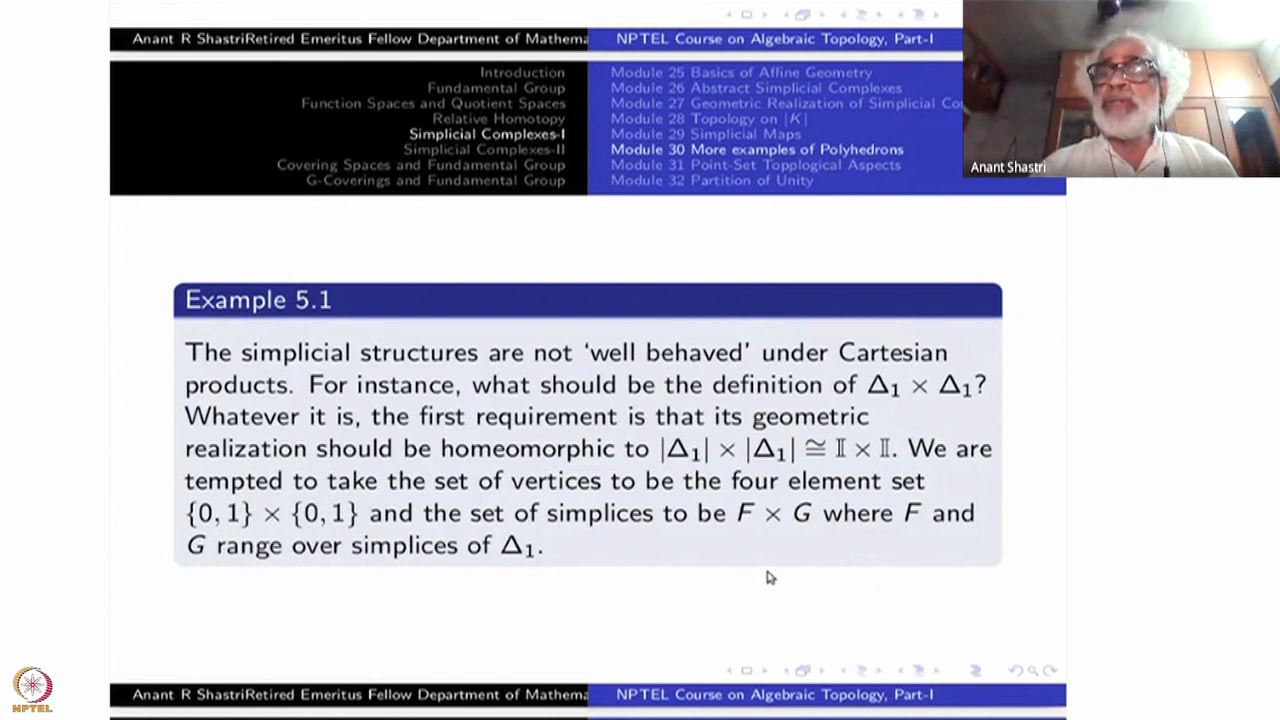 Anant R ShastriRetired Emeritus Fellow Department of Mathema
NPTEL Course on Algebraic Topology, Part-I
Introduction
Fundamental Group
Function Spaces and Quotient Spaces
Relative Homotopy
Simplicial Complexes-I
Simplicial Complexes-II
Covering Spaces and Fundamental Group
G-Coverings and Fundamental Group
Module 25 Basics of Affine Geometry
Module 26 Abstract Simplicial Complexes
Module 27 Geometric Realization of Simplicial Co
Module 28 Topology on |K|
Module 29 Simplicial Maps
Module 30 More examples of Polyhedrons
Module 31 Point-Set Topplogical Aspects
Module 32 Partition of Unity
Anant Shastri
Example 5.1
The simplicial structures are not ‘well behaved’ under Cartesian
products. For instance, what should be the definition of Δ₁ × Δ₁?
Whatever it is, the first requirement is that its geometric
realization should be homeomorphic to |Δ₁| × |Δ₁| ≅ 𝕀 × 𝕀. We are
tempted to take the set of vertices to be the four element set
{0, 1} × {0, 1} and the set of simplices to be F × G where F and
G range over simplices of Δ₁.
NPTEL
Anant R ShastriRetired Emeritus Fellow Department of Mathema
NPTEL Course on Algebraic Topology, Part-I